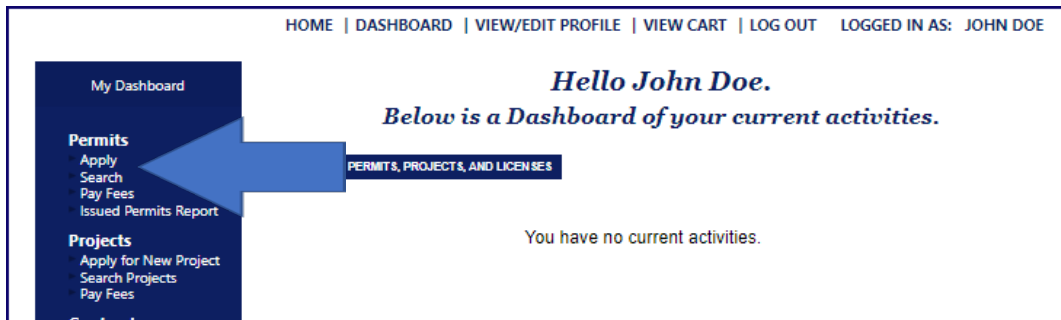 HOME | DASHBOARD | VIEW/EDIT PROFILE | VIEW CART | LOG OUT LOGGED IN AS: JOHN DOE
My Dashboard
Permits
Apply
Search
Pay Fees
Issued Permits Report
Projects
Apply for New Project
Search Projects
Pay Fees
Hello John Doe.
Below is a Dashboard of your current activities.
PERMITS, PROJECTS, AND LICENSES
You have no current activities.